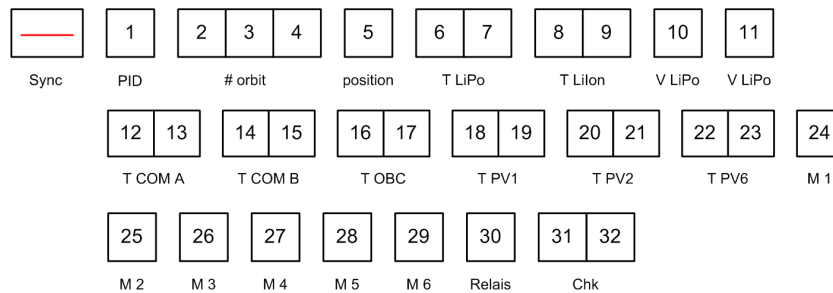 1 2 3 4 5 6 7 8 9 10 11
Sync PID # orbit position T LiPo T LiIon V LiPo V LiPo
12 13 14 15 16 17 18 19 20 21 22 23 24
T COM A T COM B T OBC T PV1 T PV2 T PV6 M 1
25 26 27 28 29 30 31 32
M 2 M 3 M 4 M 5 M 6 Relais Chk